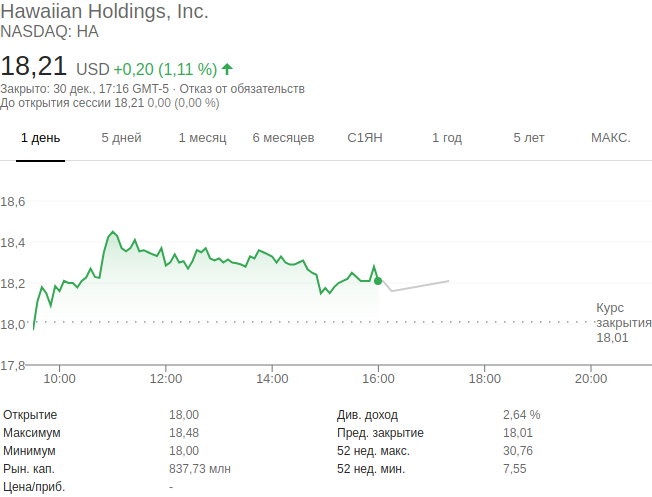 Hawaiian Holdings, Inc.
NASDAQ: HA
18,21 USD +0,20 (1,11 %)
Закрыто: 30 дек., 17:16 GMT-5 · Отказ от обязательств
До открытия сессии 18,21 0,00 (0,00 %)
1 день 5 дней 1 месяц 6 месяцев С1ЯН 1 год 5 лет МАКС.
18,6
18,4
18,2
18,0
17,8
Курс
закрытия
18,01
10:00 12:00 14:00 16:00 18:00 20:00
Открытие 18,00 Див. доход 2,64 %
Максимум 18,48 Пред. закрытие 18,01
Минимум 18,00 52 нед. макс. 30,76
Рын. кап. 837,73 млн 52 нед. мин. 7,55
Цена/приб. -